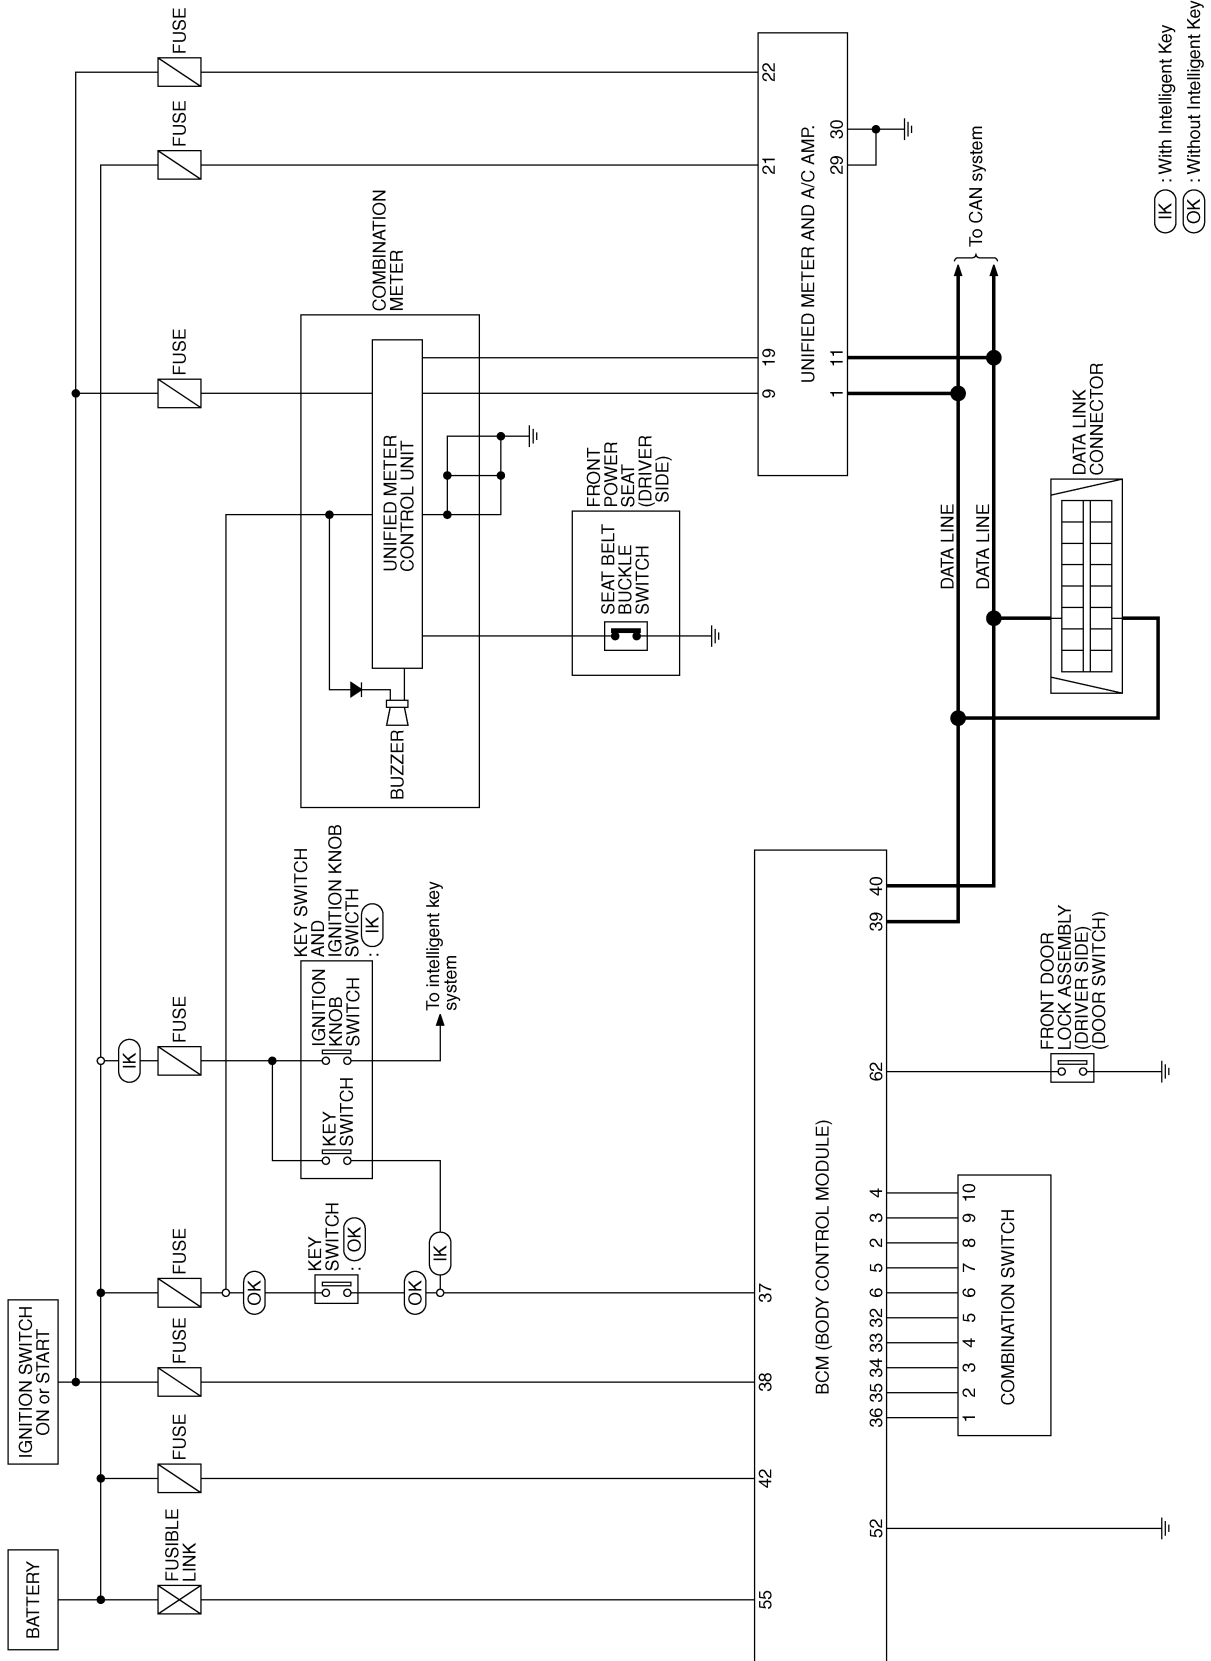 BATTERY
IGNITION SWITCH
ON or START
FUSIBLE
LINK
FUSE
FUSE
FUSE
FUSE
FUSE
FUSE
FUSE
IK
OK
KEY
SWITCH
: OK
OK
IK
KEY SWITCH
AND
IGNITION KNOB
SWICTH
: IK
KEY
SWITCH
IGNITION
KNOB
SWITCH
To intelligent key
system
COMBINATION
METER
BUZZER
UNIFIED METER
CONTROL UNIT
FRONT
POWER
SEAT
(DRIVER
SIDE)
SEAT BELT
BUCKLE
SWITCH
55
42
38
37
BCM (BODY CONTROL MODULE)
52
36
35
34
33
32
6
5
2
3
4
62
39
40
1
2
3
4
5
6
7
8
9
10
COMBINATION SWITCH
FRONT DOOR
LOCK ASSEMBLY
(DRIVER SIDE)
(DOOR SWITCH)
9
19
21
22
UNIFIED METER AND A/C AMP.
1
11
29
30
DATA LINE
DATA LINE
To CAN system
DATA LINK
CONNECTOR
IK : With Intelligent Key
OK : Without Intelligent Key